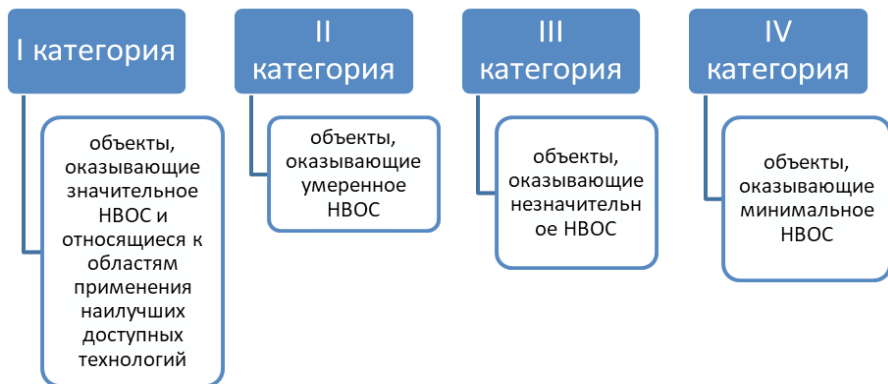 I категория
объекты,
оказывающие
значительное
НВОС и
относящиеся к
областям
применения
наилучших
доступных
технологий
II
категория
объекты,
оказывающие
умеренное
НВОС
III
категория
объекты,
оказывающие
незначительн
ое НВОС
IV
категория
объекты,
оказывающие
минимальное
НВОС